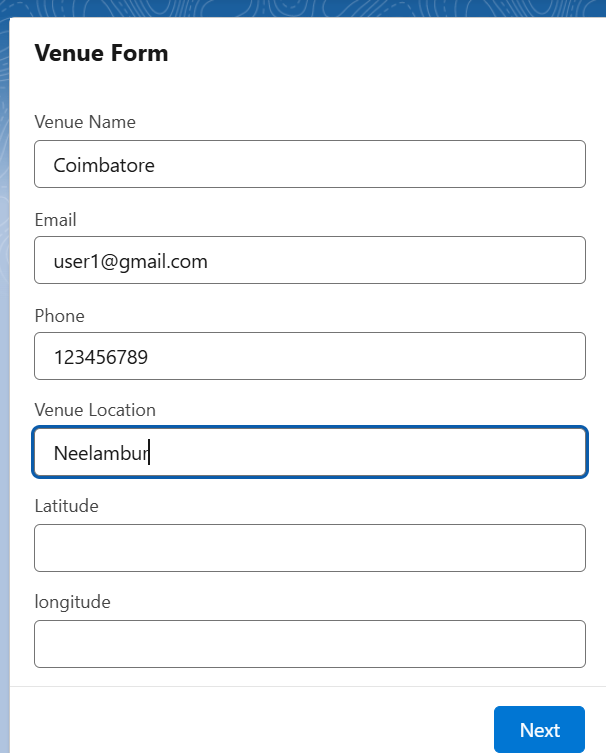 Venue Form
Venue Name
Coimbatore
Email
user1@gmail.com
Phone
123456789
Venue Location
Neelambur
Latitude
longitude
Next